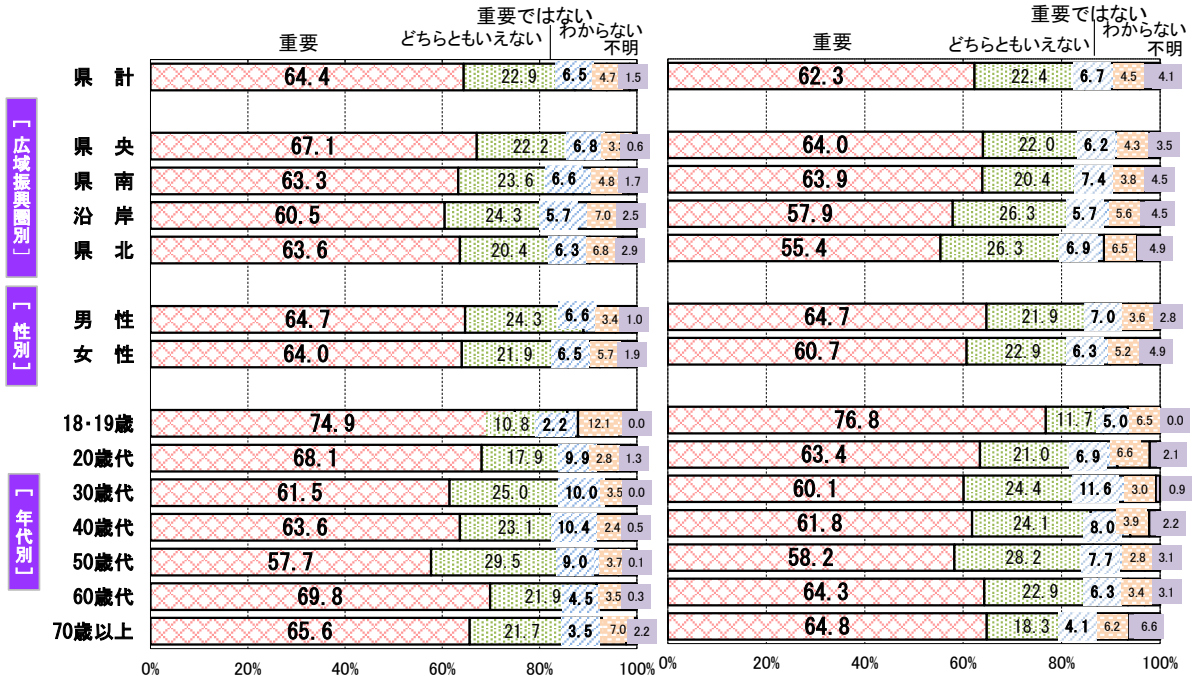 重要ではない
重要 どちらともいえない わからない
不明
県 計 64.4 22.9 6.5 4.7 1.5
[広域振興圏別]
県 央 67.1 22.2 6.8 0.6
県 南 63.3 23.6 6.6 4.8 1.7
沿 岸 60.5 24.3 5.7 7.0 2.5
県 北 63.6 20.4 6.3 6.8 2.9
[性別]
男 性 64.7 24.3 6.6 3.4 1.0
女 性 64.0 21.9 6.5 5.7 1.9
[年代別]
18・19歳 74.9 10.8 2.2 12.1 0.0
20歳代 68.1 17.9 9.9 2.8 1.3
30歳代 61.5 25.0 10.0 3.5 0.0
40歳代 63.6 23.1 10.4 2.4 0.5
50歳代 57.7 29.5 9.0 3.7 0.1
60歳代 69.8 21.9 4.5 3.5 0.3
70歳以上 65.6 21.7 3.5 7.0 2.2
0% 20% 40% 60% 80% 100%
重要ではない
重要 どちらともいえない わからない
不明
62.3 22.4 6.7 4.5 4.1
64.0 22.0 6.2 4.3 3.5
63.9 20.4 7.4 3.8 4.5
57.9 26.3 5.7 5.6 4.5
55.4 26.3 6.9 6.5 4.9
64.7 21.9 7.0 3.6 2.8
60.7 22.9 6.3 5.2 4.9
76.8 11.7 5.0 6.5 0.0
63.4 21.0 6.9 6.6 2.1
60.1 24.4 11.6 3.0 0.9
61.8 24.1 8.0 3.9 2.2
58.2 28.2 7.7 2.8 3.1
64.3 22.9 6.3 3.4 3.1
64.8 18.3 4.1 6.2 6.6
0% 20% 40% 60% 80% 100%